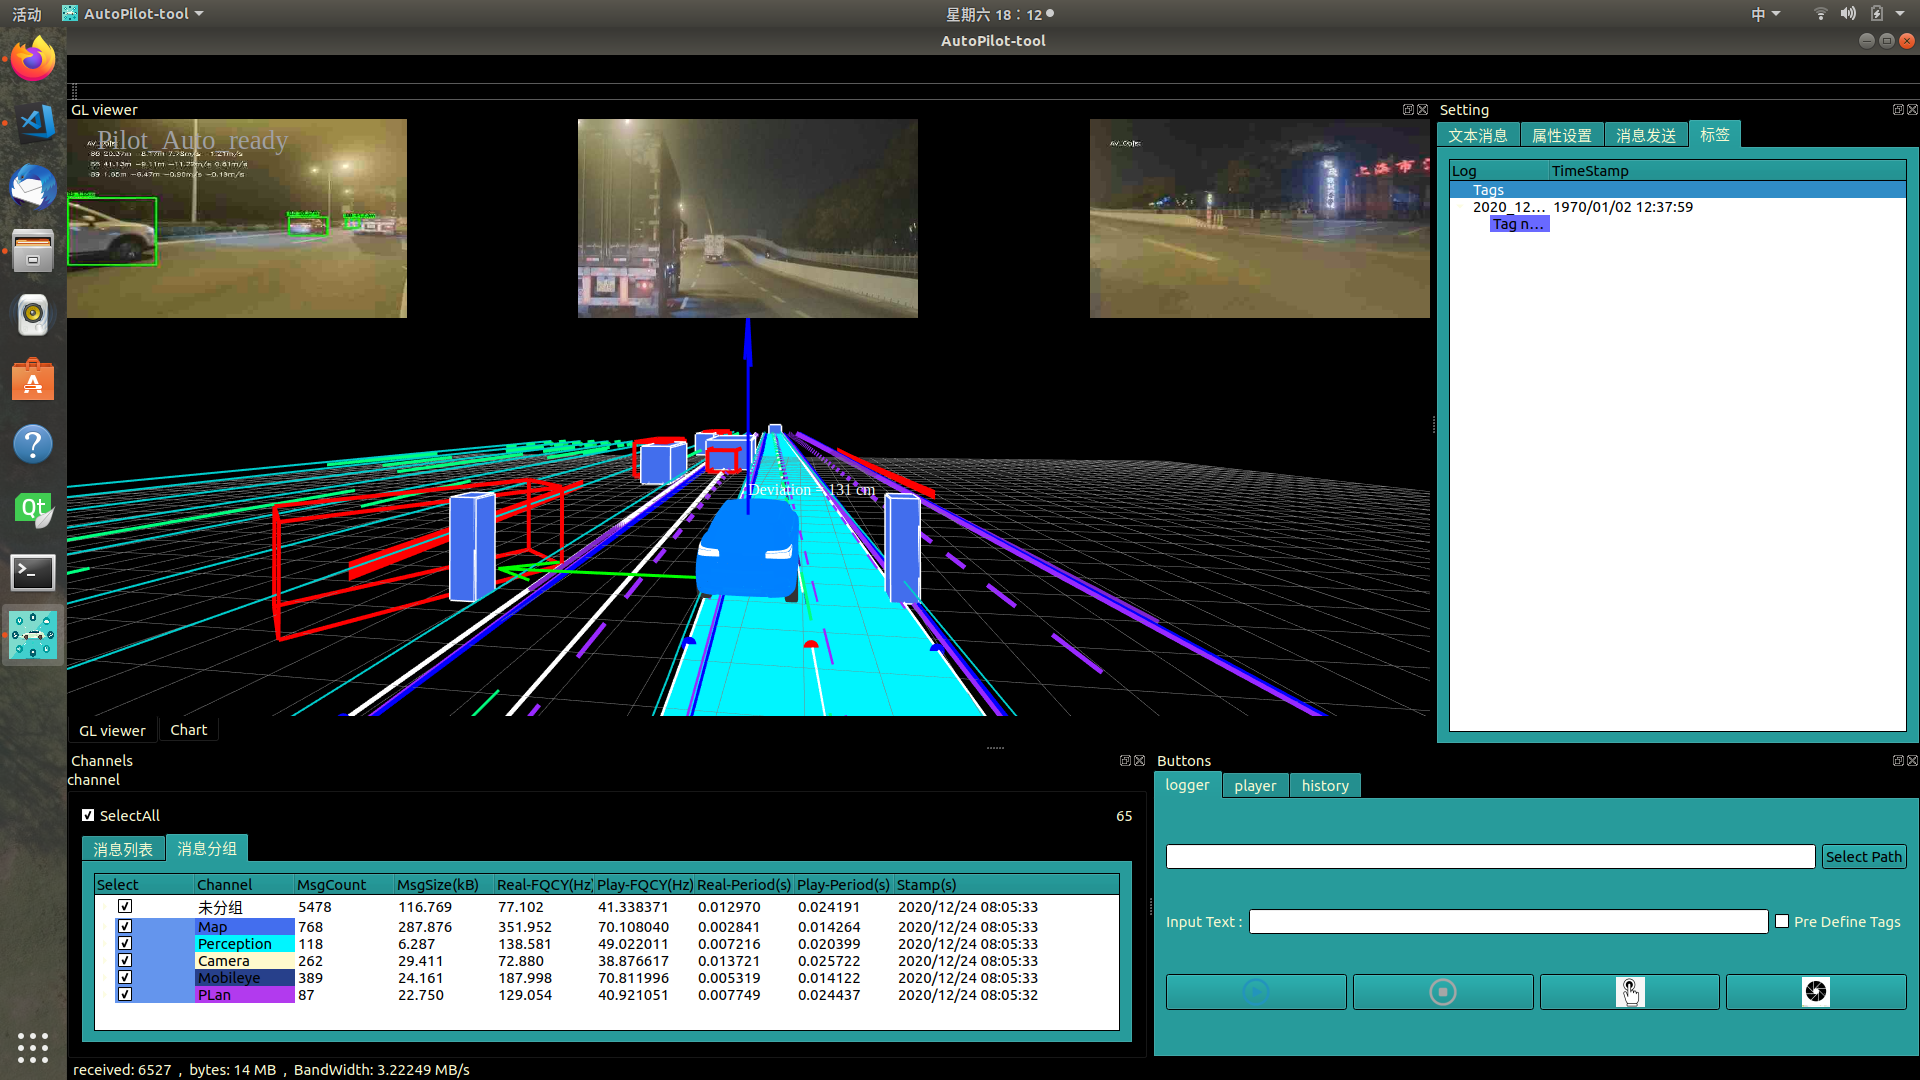 活动 AutoPilot-tool 星期六 18：12 中
AutoPilot-tool
GL viewer
Pilot_Auto_ready
AV_Objs:
Deviation = 131 cm
AV_Objs:
GL viewer Chart
Setting
文本消息 属性设置 消息发送 标签
Log TimeStamp
Tags
2020_12... 1970/01/02 12:37:59
Tag n...
Channels
channel
SelectAll 65
消息列表 消息分组
Select Channel MsgCount MsgSize(kB) Real-FQCY(Hz) Play-FQCY(Hz) Real-Period(s) Play-Period(s) Stamp(s)
未分组 5478 116.769 77.102 41.338371 0.012970 0.024191 2020/12/24 08:05:33
Map 768 287.876 351.952 70.108040 0.002841 0.014264 2020/12/24 08:05:33
Perception 118 6.287 138.581 49.022011 0.007216 0.020399 2020/12/24 08:05:33
Camera 262 29.411 72.880 38.876617 0.013721 0.025722 2020/12/24 08:05:33
Mobileye 389 24.161 187.998 70.811996 0.005319 0.014122 2020/12/24 08:05:33
PLan 87 22.750 129.054 40.921051 0.007749 0.024437 2020/12/24 08:05:32
Buttons
logger player history
Select Path
Input Text :
Pre Define Tags
received: 6527 , bytes: 14 MB , BandWidth: 3.22249 MB/s